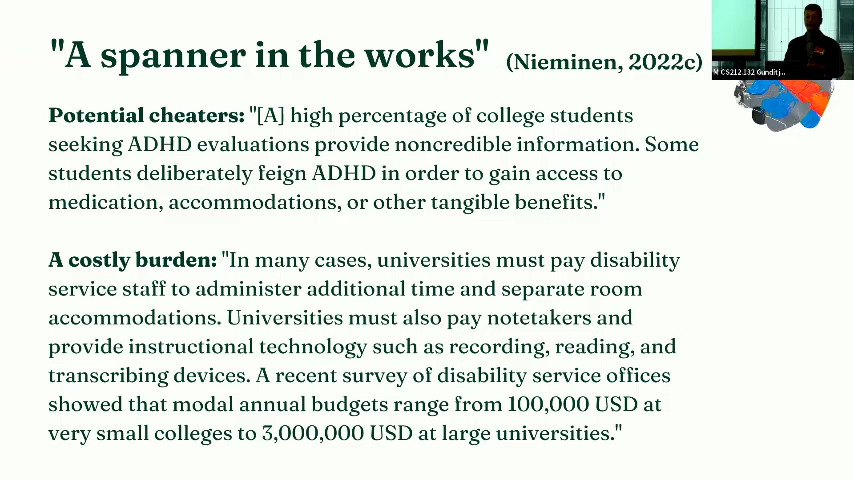 "A spanner in the works" (Nieminen, 2022c)
M CS212.132 Gunditj...
Potential cheaters: "[A] high percentage of college students
seeking ADHD evaluations provide noncredible information. Some
students deliberately feign ADHD in order to gain access to
medication, accommodations, or other tangible benefits."
A costly burden: "In many cases, universities must pay disability
service staff to administer additional time and separate room
accommodations. Universities must also pay notetakers and
provide instructional technology such as recording, reading, and
transcribing devices. A recent survey of disability service offices
showed that modal annual budgets range from 100,000 USD at
very small colleges to 3,000,000 USD at large universities."